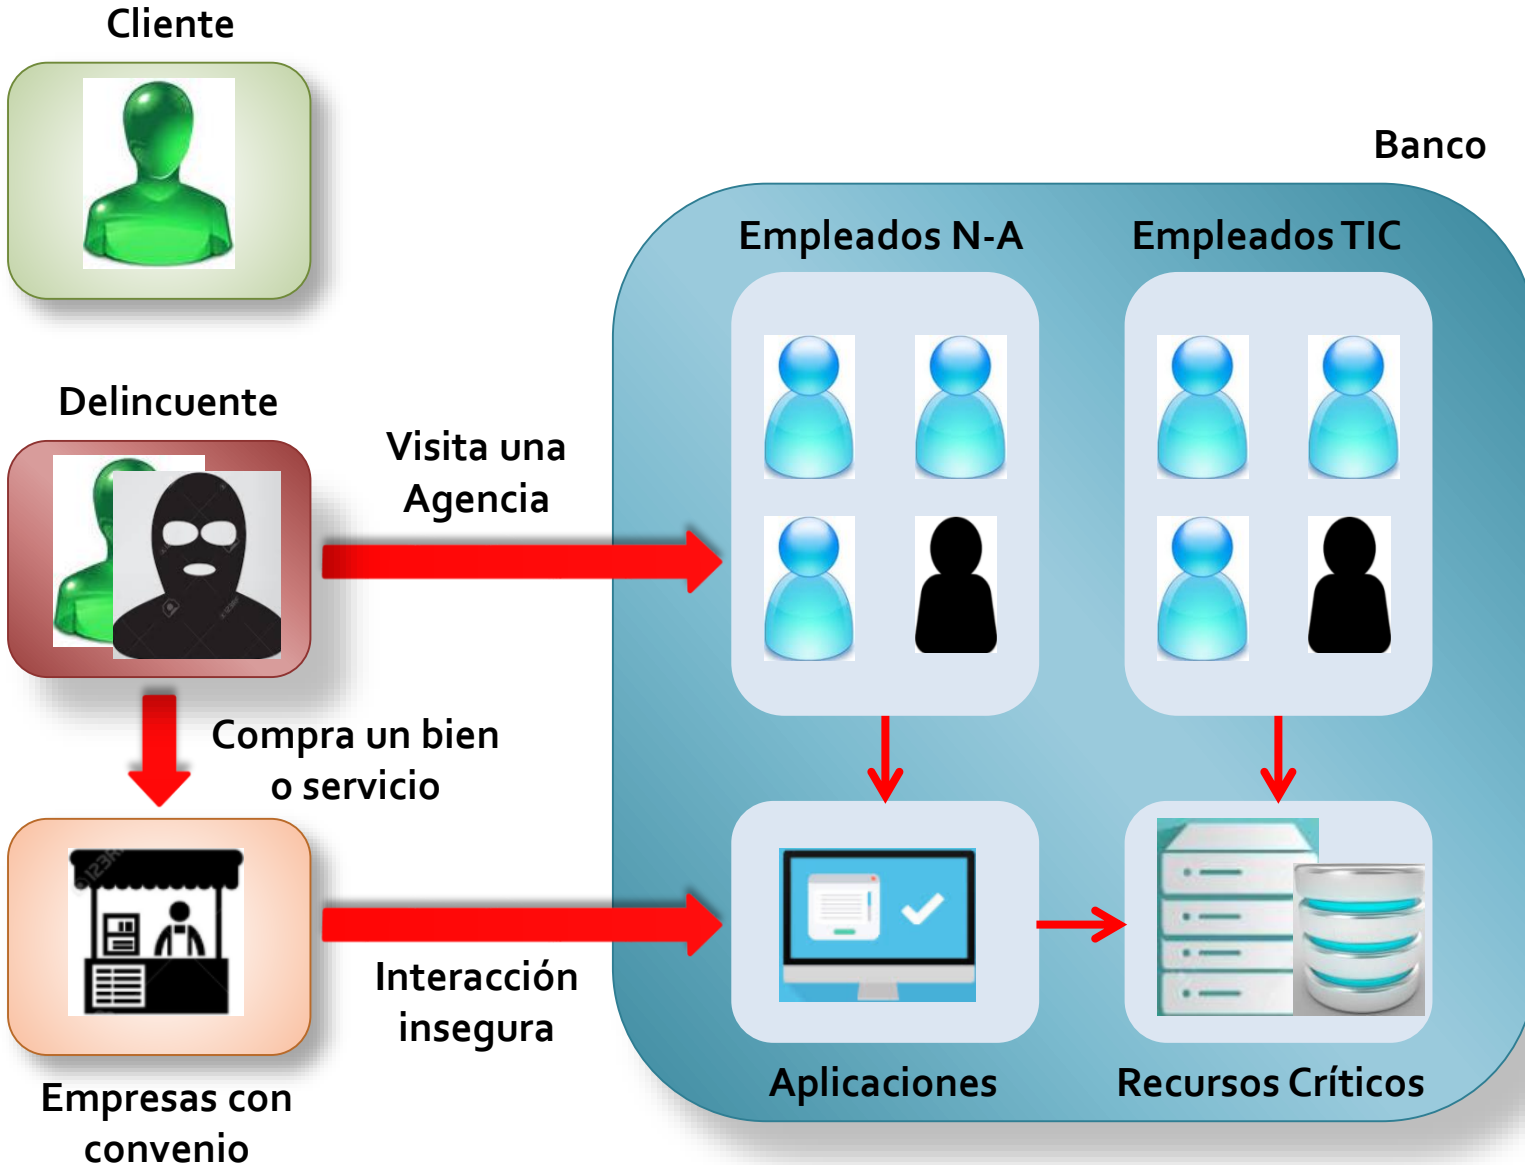 Cliente
Banco
Empleados N-A
Empleados TIC
Delincuente
Visita una
Agencia
Compra un bien
o servicio
Interacción
insegura
Aplicaciones
Recursos Críticos
Empresas con
convenio